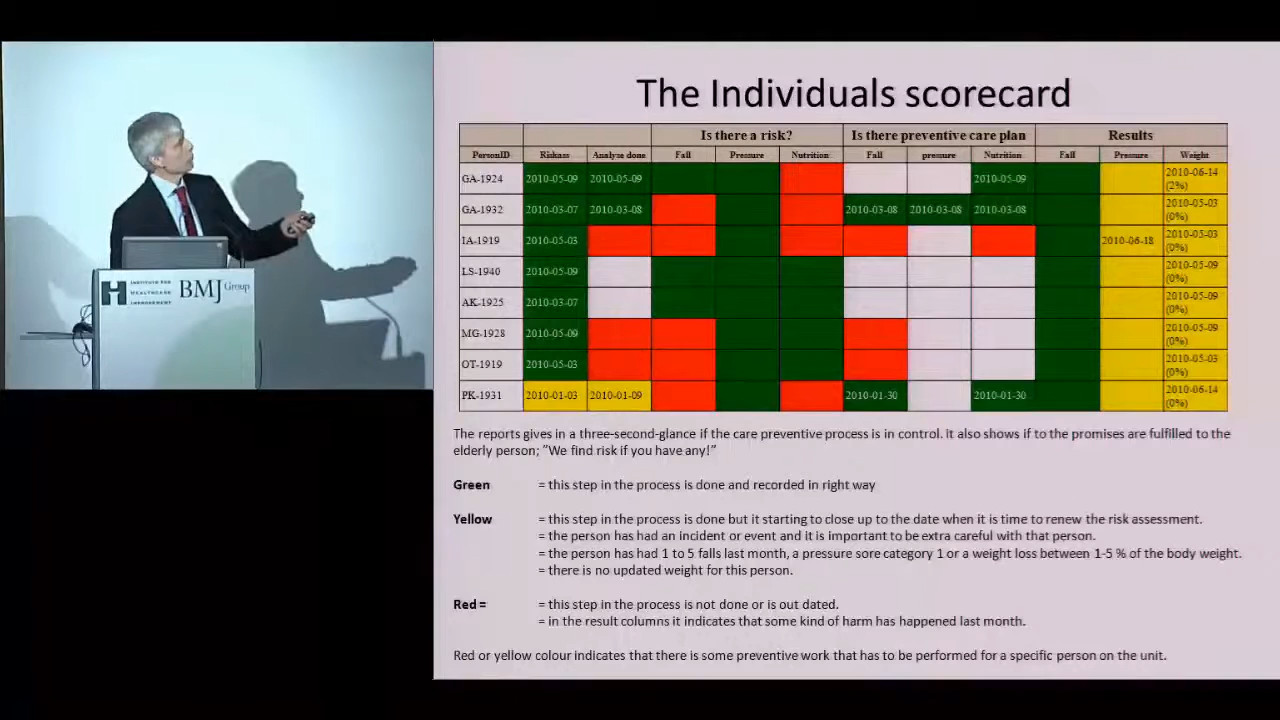 The Individuals scorecard
Is there a risk? Is there preventive care plan Results
PersonID Riskass Analyse done Fall Pressure Nutrition Fall pressure Nutrition Fall Pressure Weight
GA-1924 2010-05-09 2010-05-09 2010-05-09 2010-06-14 (2%)
GA-1932 2010-03-07 2010-03-08 2010-03-08 2010-03-08 2010-03-08 2010-05-03 (0%)
IA-1919 2010-05-03 2010-06-18 2010-05-03 (0%)
LS-1940 2010-05-09 2010-05-09 (0%)
AK-1925 2010-03-07 2010-05-09 (0%)
MG-1928 2010-05-09 2010-05-09 (0%)
OT-1919 2010-05-03 2010-05-03 (0%)
PK-1931 2010-01-03 2010-01-09 2010-01-30 2010-01-30 2010-06-14 (0%)
The reports gives in a three-second-glance if the care preventive process is in control. It also shows if to the promises are fulfilled to the
elderly person; "We find risk if you have any!"
Green = this step in the process is done and recorded in right way
Yellow = this step in the process is done but it starting to close up to the date when it is time to renew the risk assessment.
= the person has had an incident or event and it is important to be extra careful with that person.
= the person has had 1 to 5 falls last month, a pressure sore category 1 or a weight loss between 1-5 % of the body weight.
= there is no updated weight for this person.
Red = = this step in the process is not done or is out dated.
= in the result columns it indicates that some kind of harm has happened last month.
Red or yellow colour indicates that there is some preventive work that has to be performed for a specific person on the unit.
INSTITUTE FOR
HEALTHCARE
IMPROVEMENT
BMJ Group